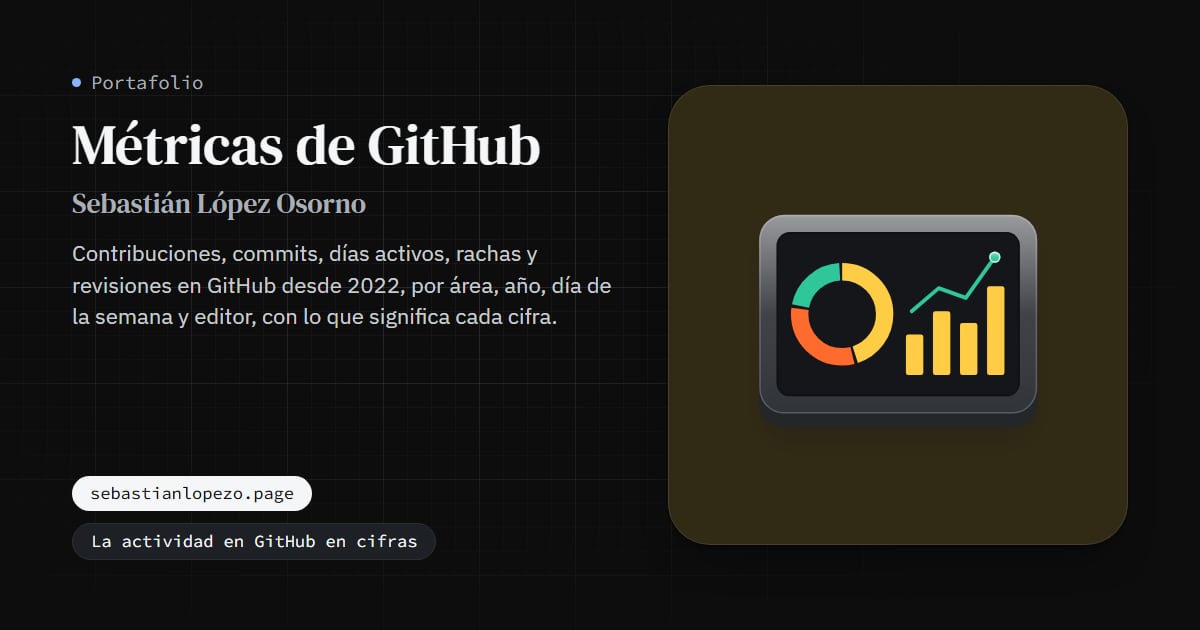 Portafolio
Métricas de GitHub
Sebastián López Osorno
Contribuciones, commits, días activos, rachas y
revisiones en GitHub desde 2022, por área, año, día de
la semana y editor, con lo que significa cada cifra.
sebastianlopezo.page
La actividad en GitHub en cifras